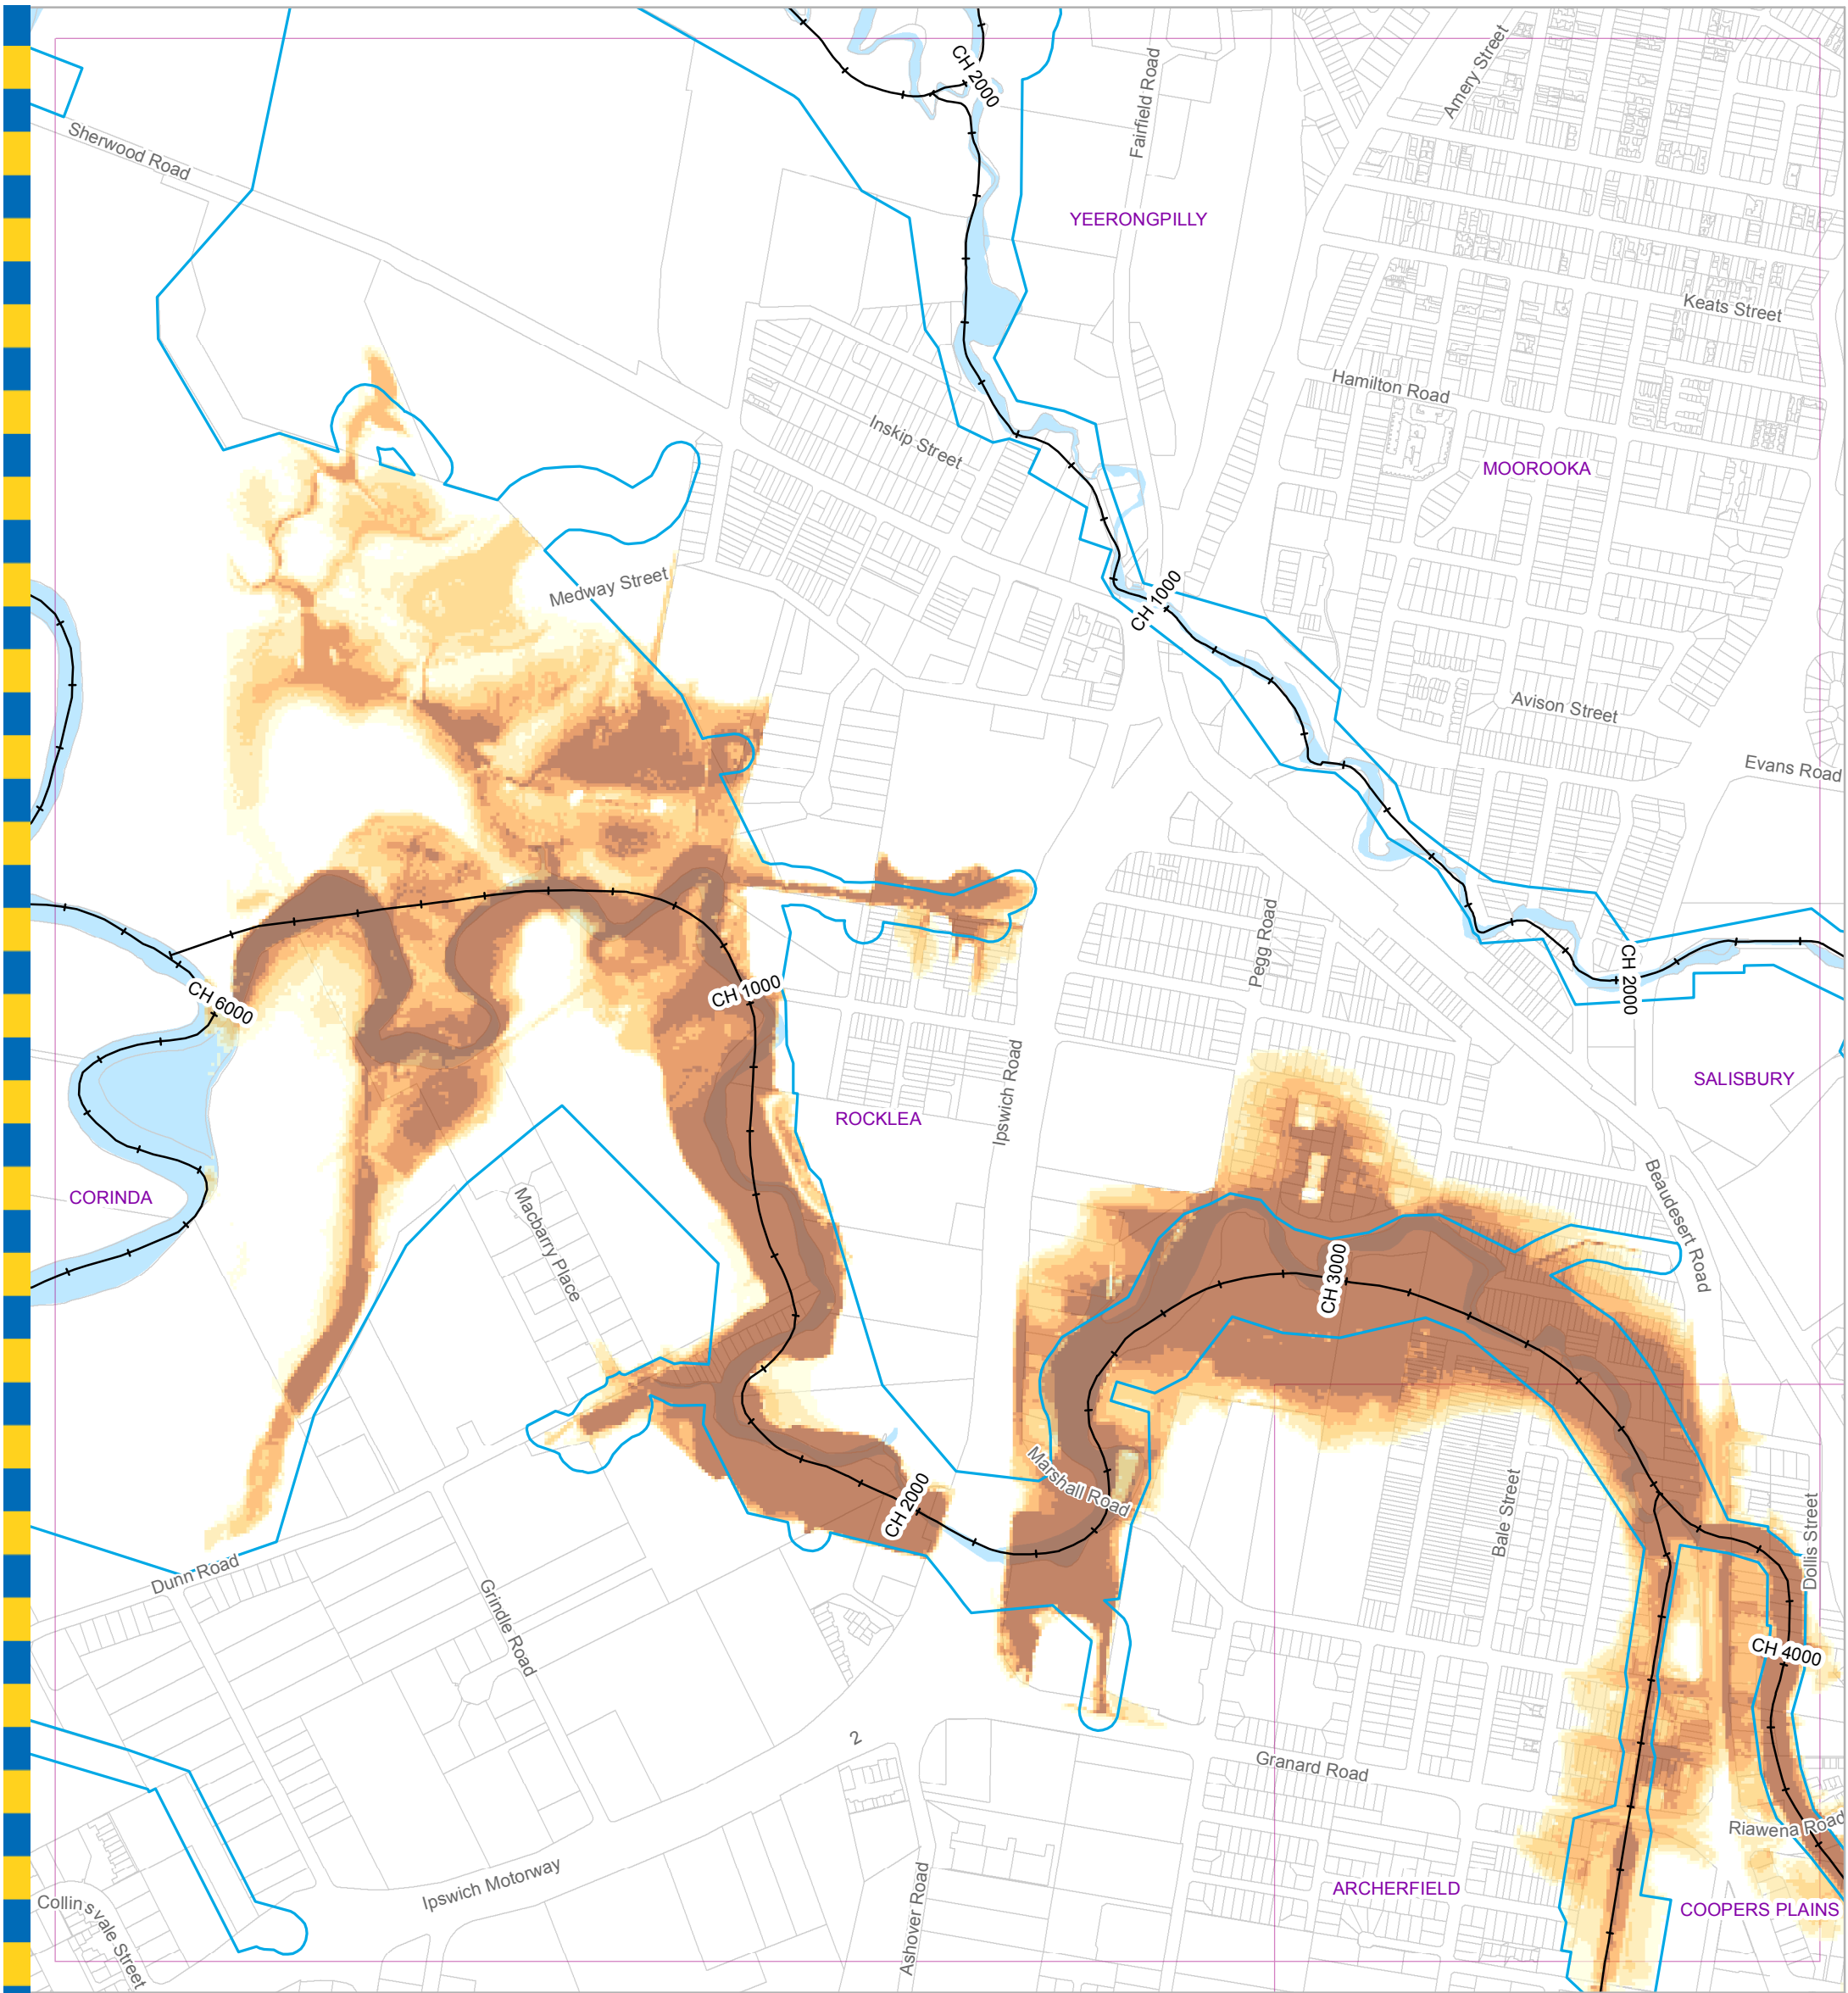 CH 2000
Amery Street
Fairfield Road
Sherwood Road
YEERONGPILLY
Keats Street
Hamilton Road
Inskip Street
MOOROOKA
Medway Street
CH 1000
Avison Street
Evans Road
Pegg Road
CH 2000
CH 1000
CH 6000
SALISBURY
Ipswich Road
ROCKLEA
CORINDA
Macbarry Place
Beaudesert Road
CH 3000
Marshall Road
CH 2000
Bale Street
Dollis Street
Dunn Road
Grindle Road
CH 4000
2
Granard Road
Riawena Road
Ipswich Motorway
ARCHERFIELD
Ashover Road
COOPERS PLAINS
Collinsvale Street